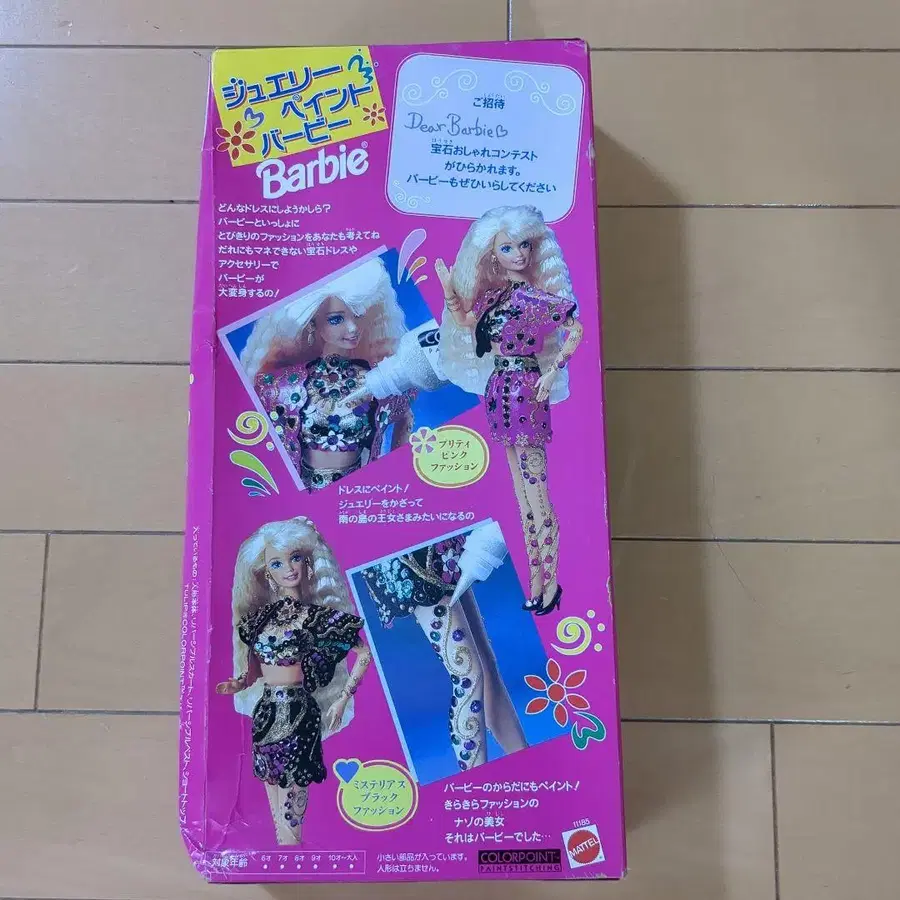 ジュエリー
ペイント
バービー
Barbie®
ご招待
Dear Barbie
宝石おしゃれコンテスト
がひらかれます。
バービーもぜひいらしてください
どんなドレスにしようかしら?
バービーといっしょに
とびきりのファッションをあなたも考えてね
だれにもマネできない宝石ドレスや
アクセサリーで
バービーが
大変身するの!
プリティ
ピンク
ファッション
ドレスにペイント!
ジュエリーをかざって
南の島の王女さまみたいになるの
ミステリアス
ブラック
ファッション
バービーのからだにもペイント!
きらきらファッションの
ナゾの美女
それはバービーでした…
対象年齢 6才 7才 8才 9才 10才〜大人
小さい部品が入っています。
人形は立ちません。
COLORPOINT
PAINTSTITCHING
11185
MATTEL